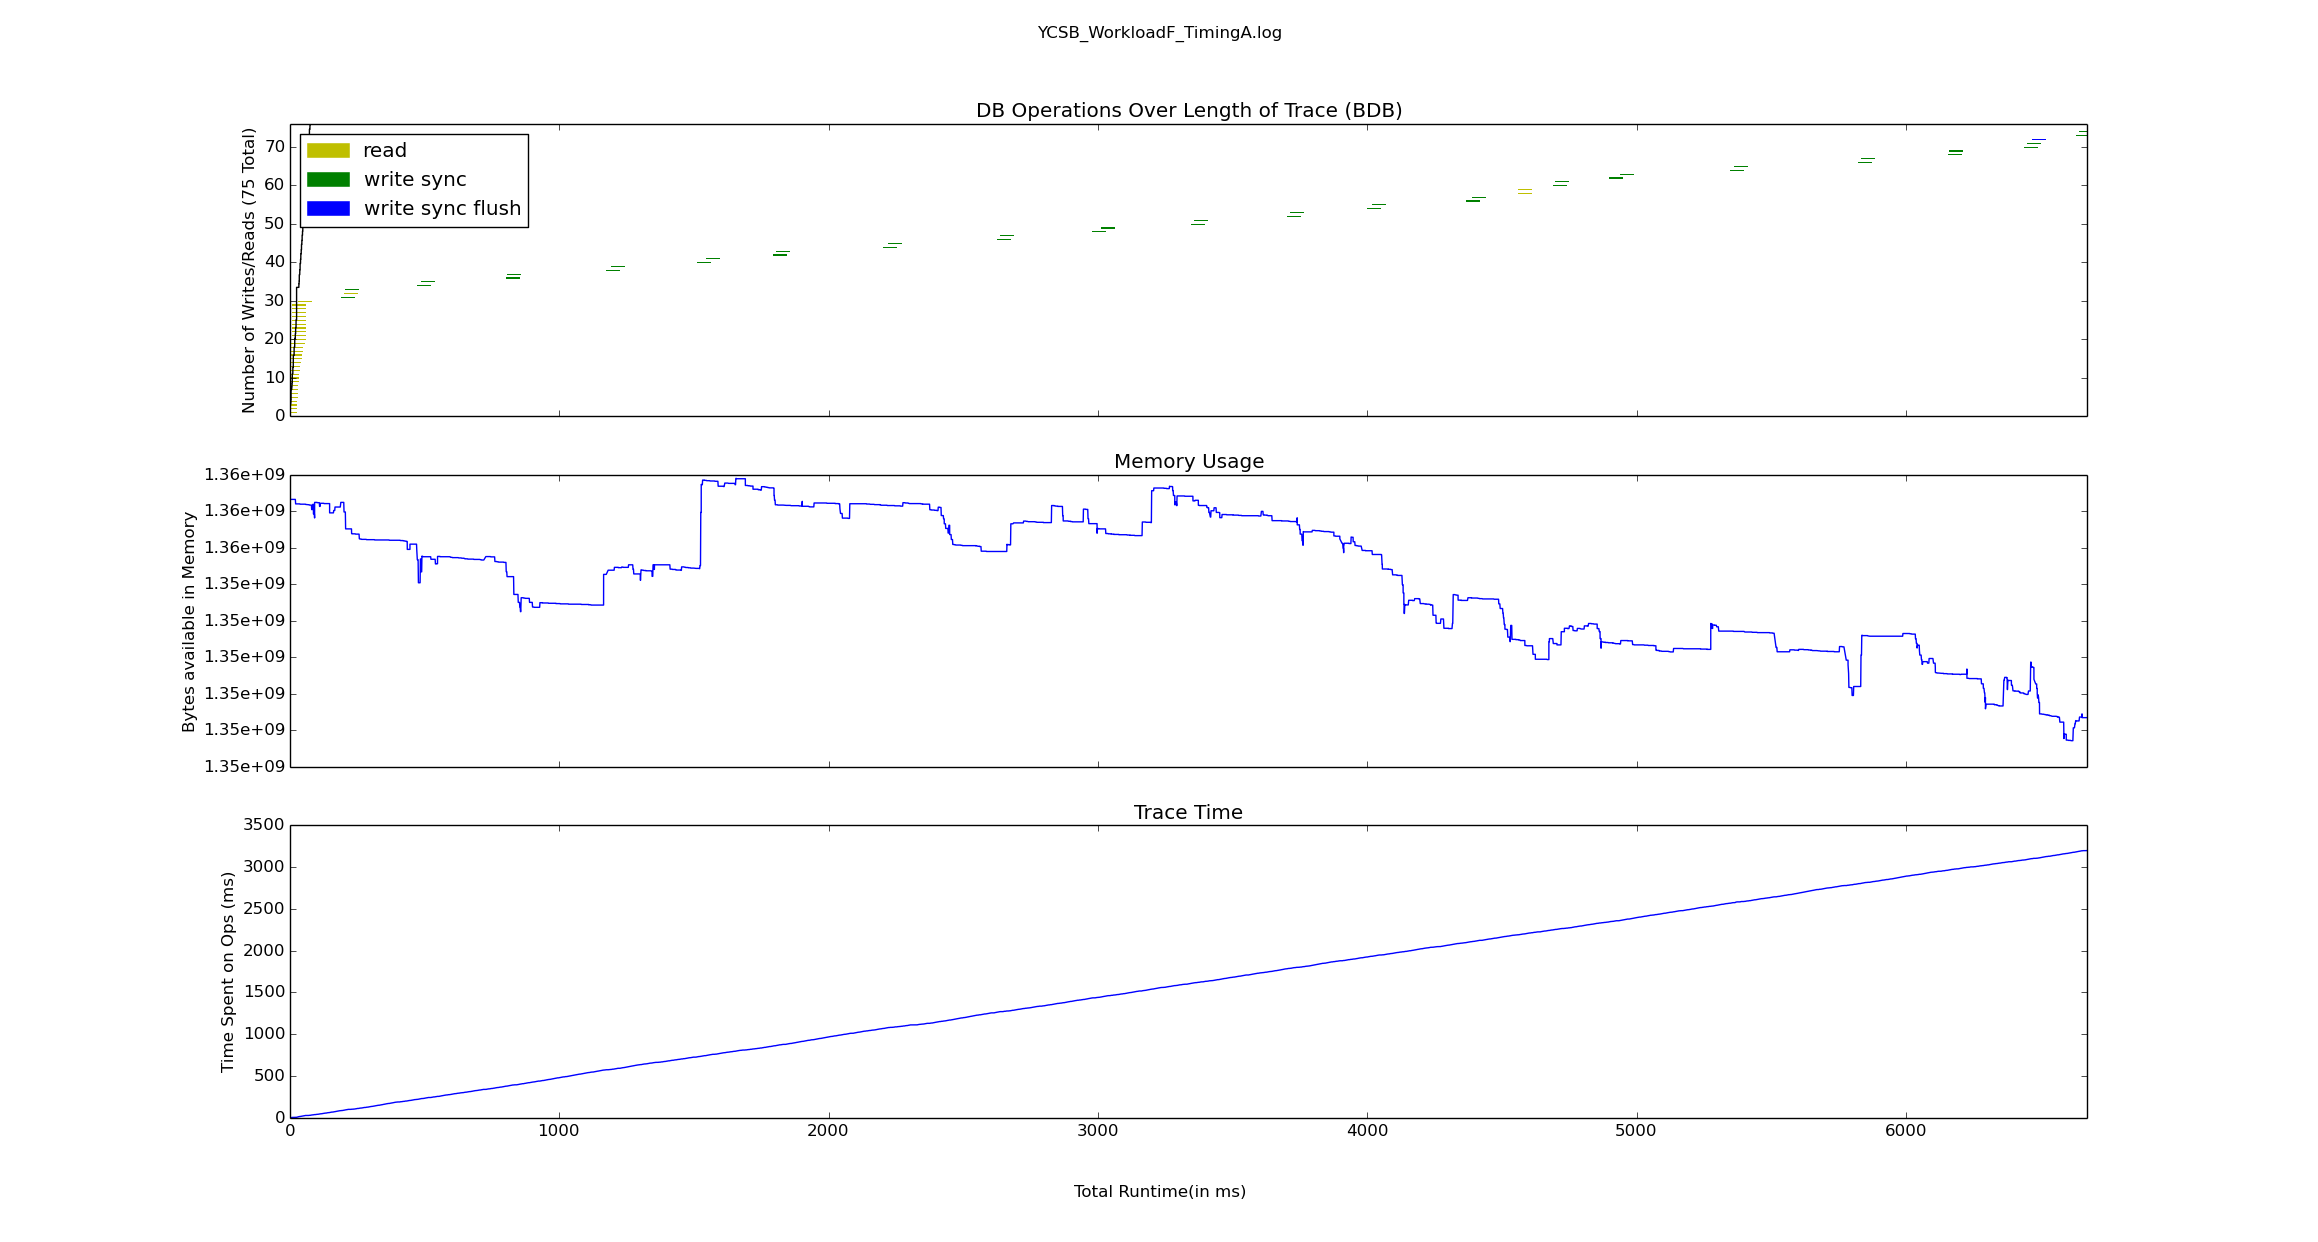 YCSB_WorkloadF_TimingA.log
DB Operations Over Length of Trace (BDB)
Number of Writes/Reads (75 Total)
70
60
50
40
30
20
10
0
read
write sync
write sync flush
Memory Usage
Bytes available in Memory
1.36e+09
1.36e+09
1.36e+09
1.35e+09
1.35e+09
1.35e+09
1.35e+09
1.35e+09
1.35e+09
Trace Time
Time Spent on Ops (ms)
3500
3000
2500
2000
1500
1000
500
0
0 1000 2000 3000 4000 5000 6000
Total Runtime(in ms)